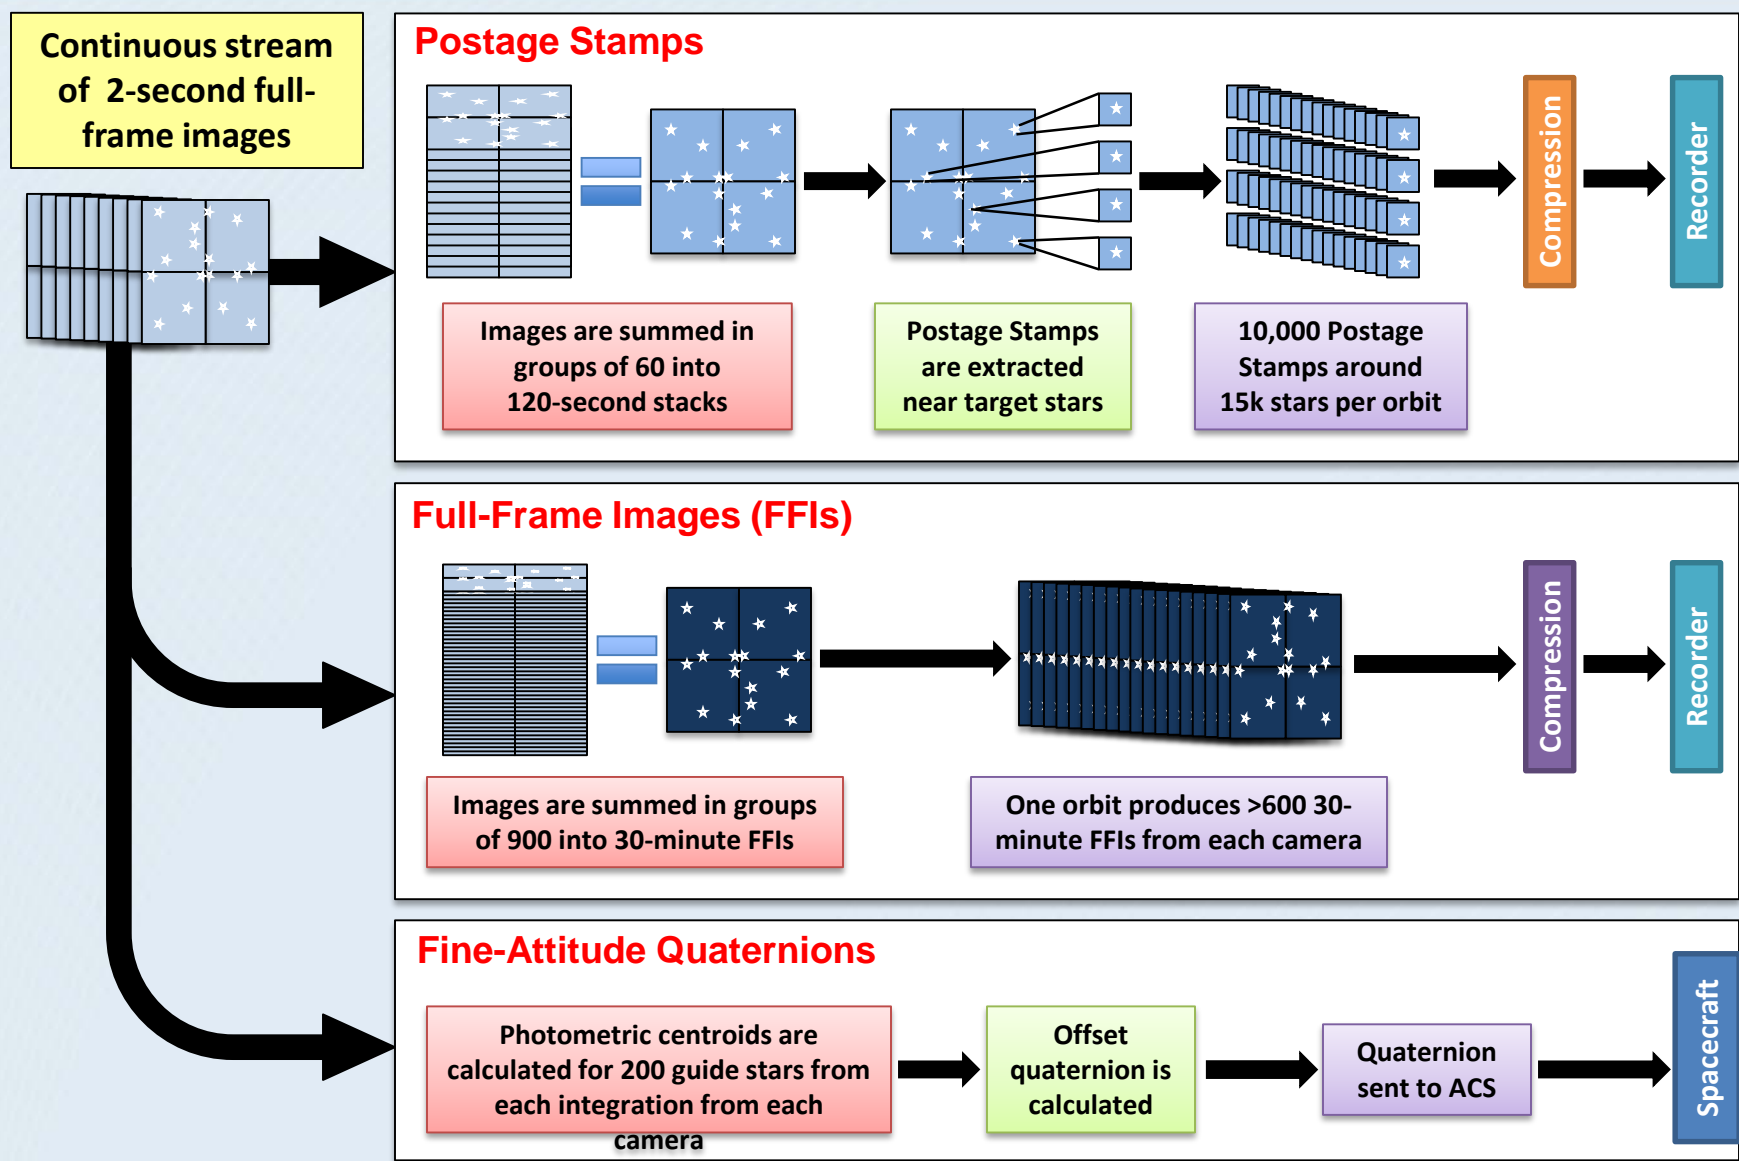 Continuous stream
of 2-second full-
frame images
Postage Stamps
Images are summed in
groups of 60 into
120-second stacks
Postage Stamps
are extracted
near target stars
10,000 Postage
Stamps around
15k stars per orbit
Compression
Recorder
Full-Frame Images (FFIs)
Images are summed in groups
of 900 into 30-minute FFIs
One orbit produces >600 30-
minute FFIs from each camera
Compression
Recorder
Fine-Attitude Quaternions
Photometric centroids are
calculated for 200 guide stars from
each integration from each
camera
Offset
quaternion is
calculated
Quaternion
sent to ACS
Spacecraft